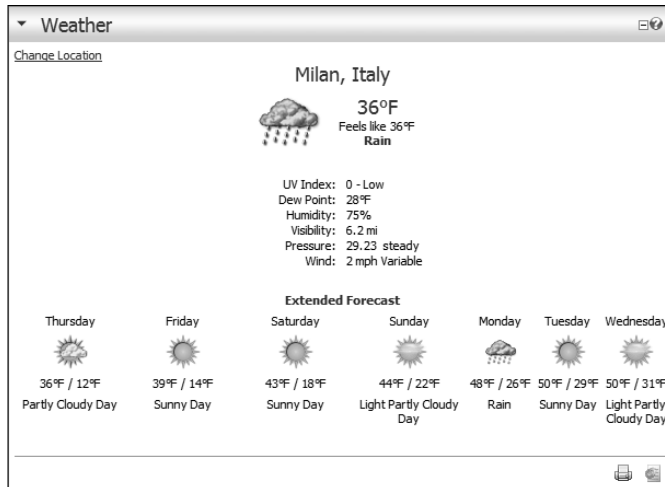 Weather
Change Location
Milan, Italy
36°F
Feels like 36°F
Rain
UV Index: 0 - Low
Dew Point: 28°F
Humidity: 75%
Visibility: 6.2 mi
Pressure: 29.23 steady
Wind: 2 mph Variable
Extended Forecast
Thursday Friday Saturday Sunday Monday Tuesday Wednesday
36°F / 12°F 39°F / 14°F 43°F / 18°F 44°F / 22°F 48°F / 26°F 50°F / 29°F 50°F / 31°F
Partly Cloudy Day Sunny Day Sunny Day Light Partly Cloudy Rain Sunny Day Light Partly
Day Cloudy Day